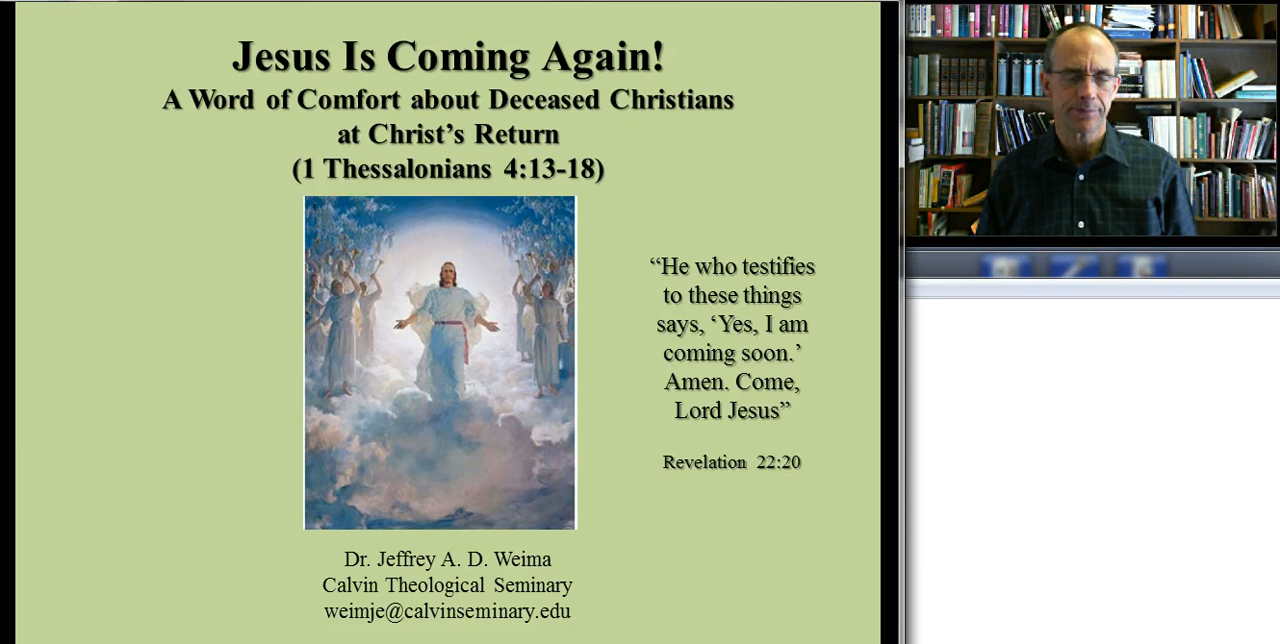 Jesus Is Coming Again!
A Word of Comfort about Deceased Christians
at Christ’s Return
(1 Thessalonians 4:13-18)
“He who testifies
to these things
says, ‘Yes, I am
coming soon.’
Amen. Come,
Lord Jesus”
Revelation 22:20
Dr. Jeffrey A. D. Weima
Calvin Theological Seminary
weimje@calvinseminary.edu